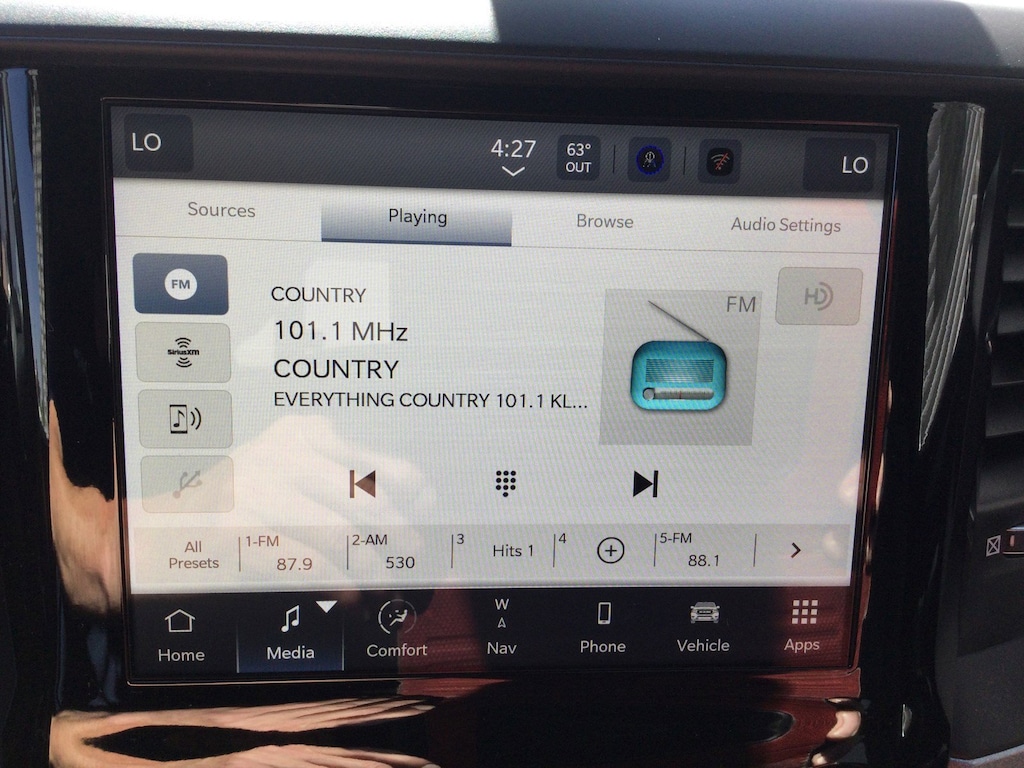 LO
4:27
63°
OUT
LO
Sources
Playing
Browse
Audio Settings
FM
COUNTRY
101.1 MHz
COUNTRY
EVERYTHING COUNTRY 101.1 KL...
FM
HD
SiriusXM
All
Presets
1-FM
87.9
2-AM
530
3
Hits 1
4
5-FM
88.1
Home
Media
Comfort
W
Nav
Phone
Vehicle
Apps